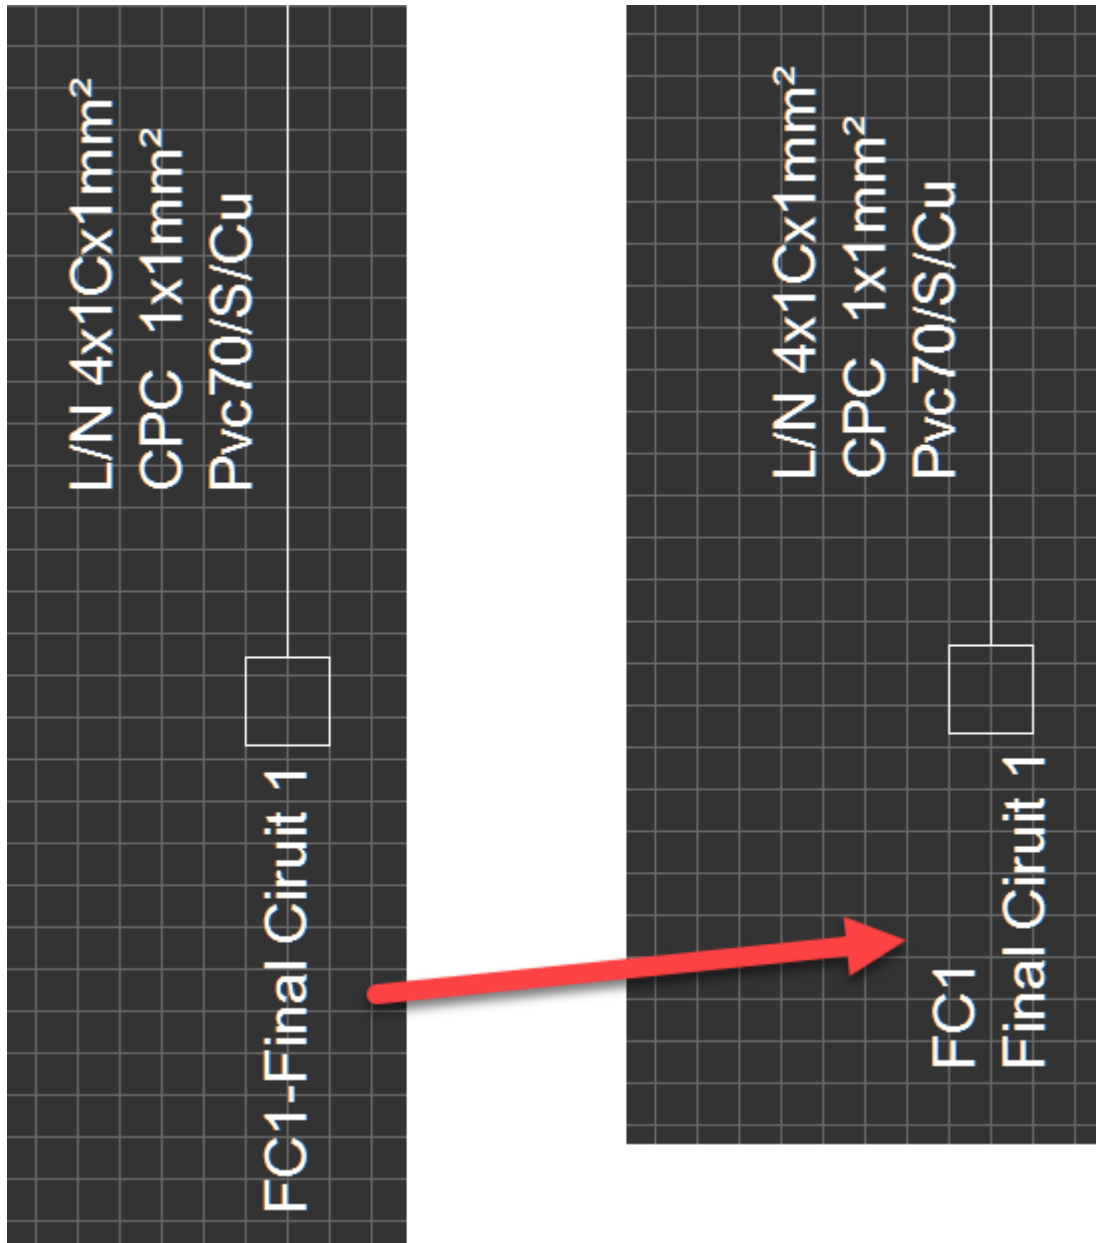 L/N 4x1Cx1mm²
CPC 1x1mm²
Pvc70/S/Cu
FC1-Final Ciruit 1
L/N 4x1Cx1mm²
CPC 1x1mm²
Pvc70/S/Cu
FC1
Final Ciruit 1